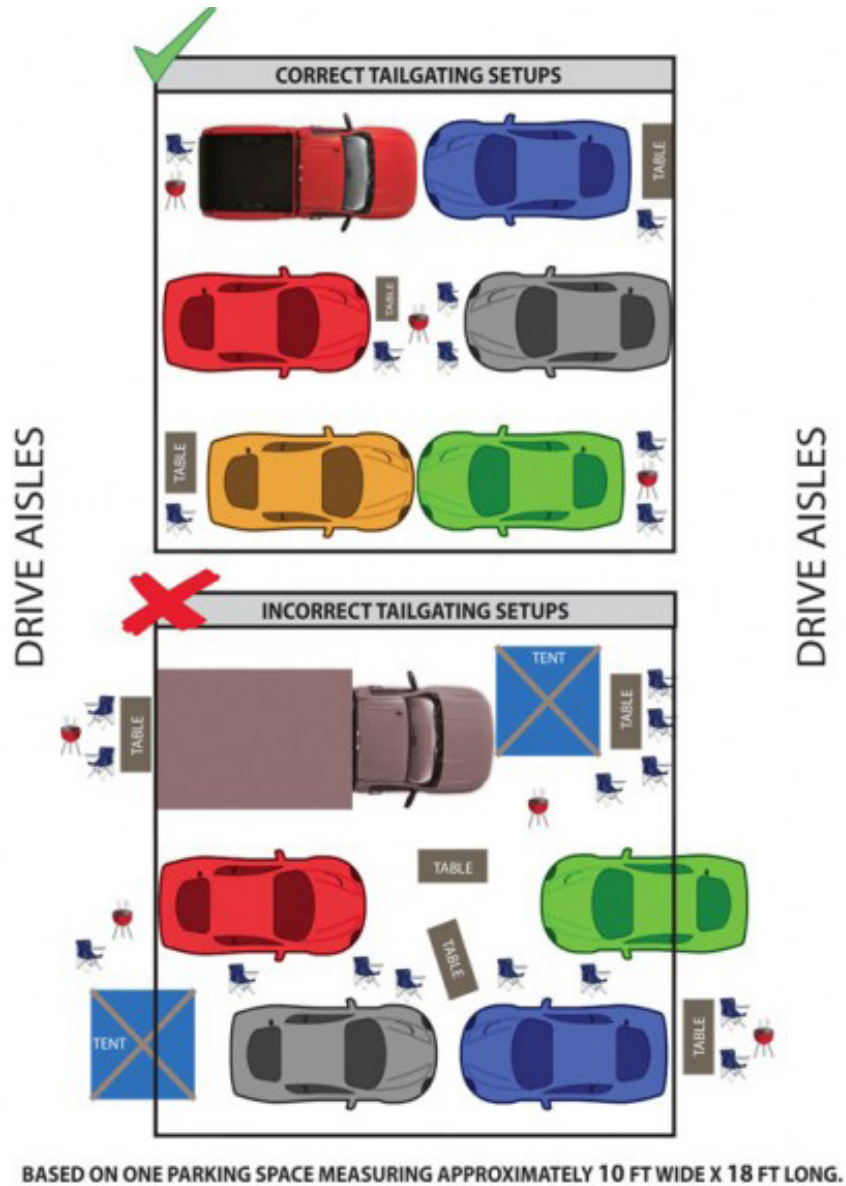 CORRECT TAILGATING SETUPS
TABLE
TABLE
TABLE
DRIVE AISLES
DRIVE AISLES
INCORRECT TAILGATING SETUPS
TENT
TABLE
TABLE
TABLE
TABLE
TENT
TABLE
BASED ON ONE PARKING SPACE MEASURING APPROXIMATELY 10 FT WIDE X 18 FT LONG.